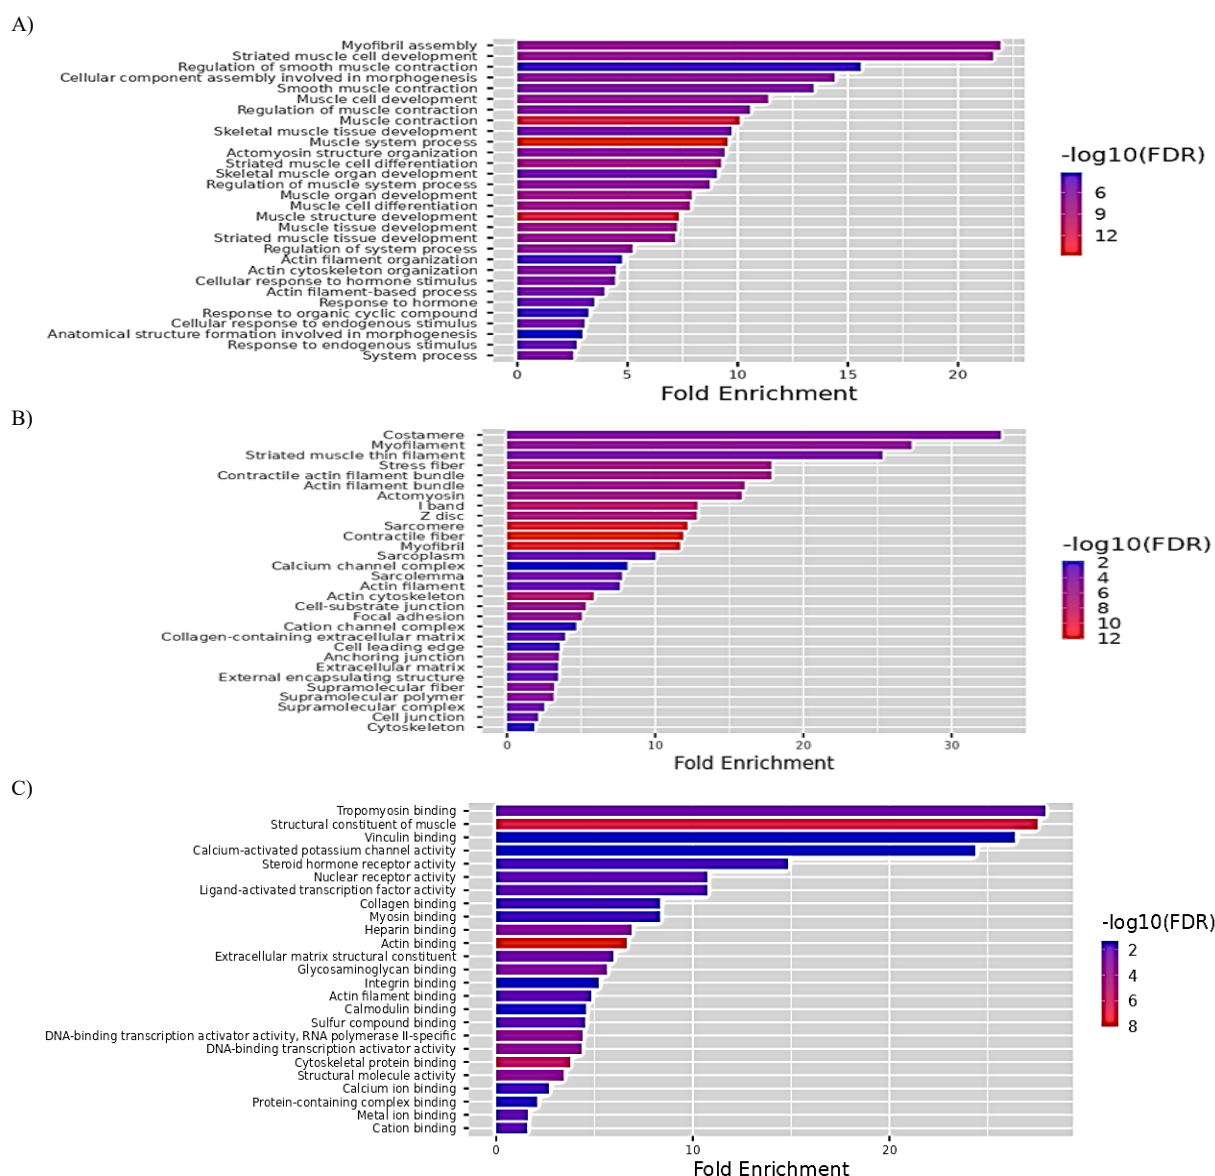 A)
Myofibril assembly
Striated muscle cell development
Regulation of smooth muscle contraction
Cellular component assembly involved in morphogenesis
Smooth muscle contraction
Muscle cell development
Regulation of muscle contraction
Muscle contraction
Skeletal muscle tissue development
Muscle system process
Actomyosin structure organization
Striated muscle cell differentiation
Skeletal muscle organ development
Regulation of muscle system process
Muscle organ development
Muscle cell differentiation
Muscle structure development
Muscle tissue development
Striated muscle tissue development
Regulation of system process
Actin filament organization
Actin cytoskeleton organization
Cellular response to hormone stimulus
Actin filament-based process
Response to hormone
Response to organic cyclic compound
Cellular response to endogenous stimulus
Anatomical structure formation involved in morphogenesis
Response to endogenous stimulus
System process
0 5 10 15 20
Fold Enrichment
-log10(FDR)
6
9
12
B)
Costamere
Myofilament
Striated muscle thin filament
Stress fiber
Contractile actin filament bundle
Actin filament bundle
Actomyosin
I band
Z disc
Sarcomere
Contractile fiber
Myofibril
Sarcoplasm
Calcium channel complex
Sarcolemma
Actin filament
Actin cytoskeleton
Cell-substrate junction
Focal adhesion
Cation channel complex
Collagen-containing extracellular matrix
Cell leading edge
Anchoring junction
Extracellular matrix
External encapsulating structure
Supramolecular fiber
Supramolecular polymer
Supramolecular complex
Cell junction
Cytoskeleton
0 10 20 30
Fold Enrichment
-log10(FDR)
2
4
6
8
10
12
C)
Tropomyosin binding
Structural constituent of muscle
Vinculin binding
Calcium-activated potassium channel activity
Steroid hormone receptor activity
Nuclear receptor activity
Ligand-activated transcription factor activity
Collagen binding
Myosin binding
Heparin binding
Actin binding
Extracellular matrix structural constituent
Glycosaminoglycan binding
Integrin binding
Actin filament binding
Calmodulin binding
Sulfur compound binding
DNA-binding transcription activator activity, RNA polymerase II-specific
DNA-binding transcription activator activity
Cytoskeletal protein binding
Structural molecule activity
Calcium ion binding
Protein-containing complex binding
Metal ion binding
Cation binding
0 10 20
Fold Enrichment
-log10(FDR)
2
4
6
8